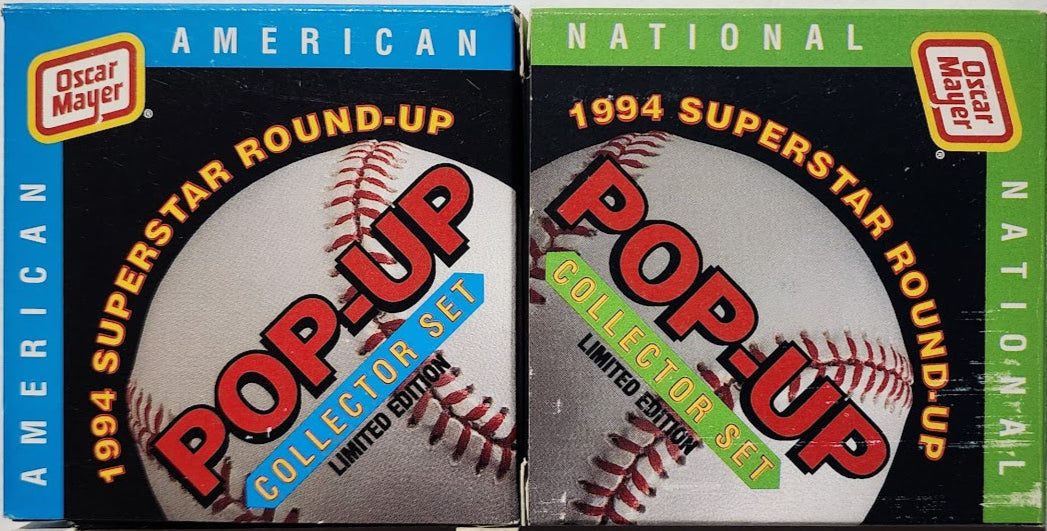 AMERICAN
Oscar
Mayer
®
AMERICAN
1994 SUPERSTAR ROUND-UP
POP-UP
COLLECTOR SET
LIMITED EDITION
NATIONAL
Oscar
Mayer
®
NATIONAL
1994 SUPERSTAR ROUND-UP
POP-UP
COLLECTOR SET
LIMITED EDITION